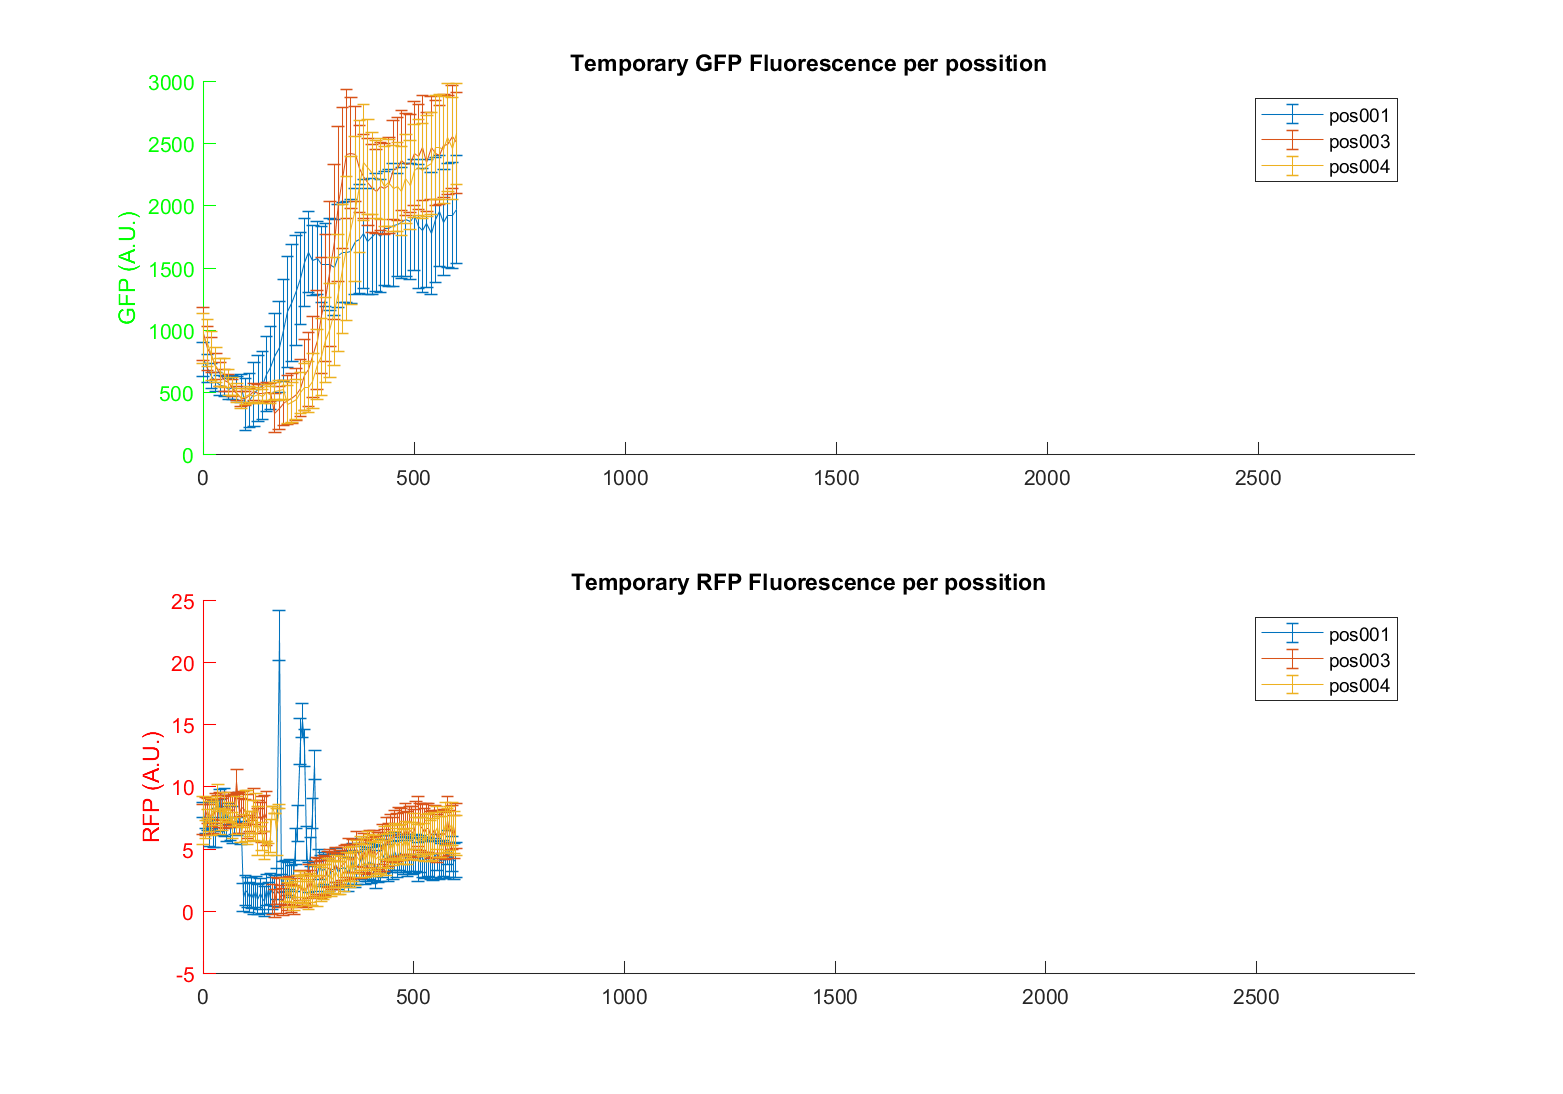 Temporary GFP Fluorescence per possition
GFP (A.U.)
3000
2500
2000
1500
1000
500
0
0 500 1000 1500 2000 2500
pos001
pos003
pos004
Temporary RFP Fluorescence per possition
RFP (A.U.)
25
20
15
10
5
0
-5
0 500 1000 1500 2000 2500
pos001
pos003
pos004